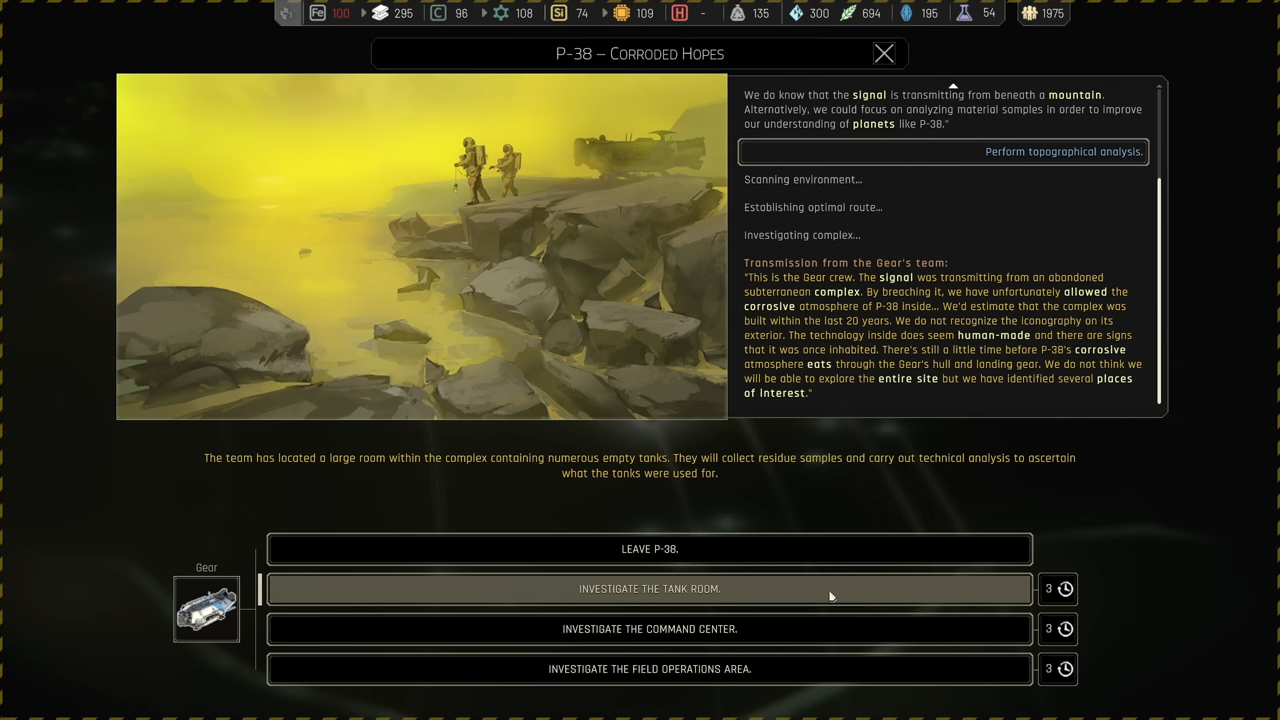 Fe 100 295 C 96 108 Si 74 109 H - 135 300 694 195 54 1975
P-38 – Corroded Hopes
We do know that the signal is transmitting from beneath a mountain.
Alternatively, we could focus on analyzing material samples in order to improve
our understanding of planets like P-38."
Perform topographical analysis.
Scanning environment...
Establishing optimal route...
Investigating complex...
Transmission from the Gear's team:
"This is the Gear crew. The signal was transmitting from an abandoned
subterranean complex. By breaching it, we have unfortunately allowed the
corrosive atmosphere of P-38 inside... We'd estimate that the complex was
built within the last 20 years. We do not recognize the iconography on its
exterior. The technology inside does seem human-made and there are signs
that it was once inhabited. There's still a little time before P-38's corrosive
atmosphere eats through the Gear's hull and landing gear. We do not think we
will be able to explore the entire site but we have identified several places
of Interest."
The team has located a large room within the complex containing numerous empty tanks. They will collect residue samples and carry out technical analysis to ascertain
what the tanks were used for.
LEAVE P-38.
Gear
INVESTIGATE THE TANK ROOM. 3
INVESTIGATE THE COMMAND CENTER. 3
INVESTIGATE THE FIELD OPERATIONS AREA. 3